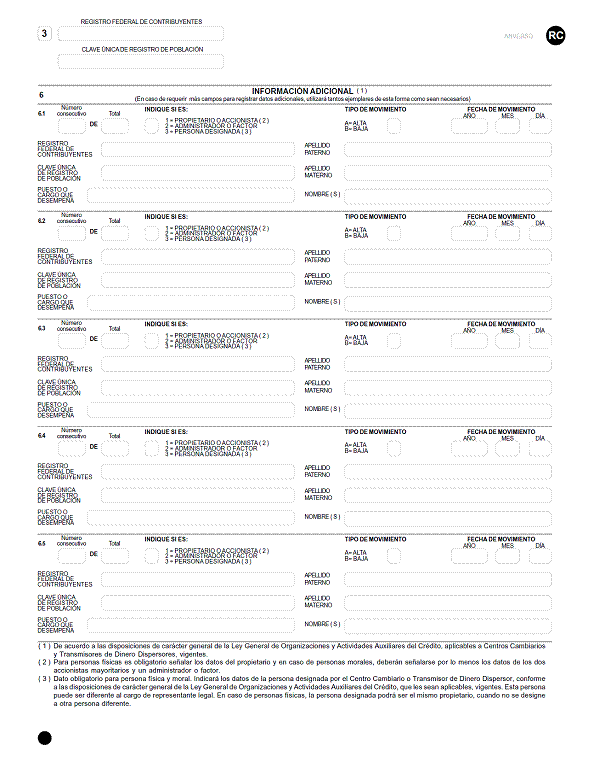 REGISTRO FEDERAL DE CONTRIBUYENTES
3
ANVERSO RC
CLAVE ÚNICA DE REGISTRO DE POBLACIÓN
6 INFORMACIÓN ADICIONAL ( 1 )
(En caso de requerir más campos para registrar datos adicionales, utilizará tantos ejemplares de esta forma como sean necesarios)
6.1 Número consecutivo DE Total INDIQUE SI ES: TIPO DE MOVIMIENTO FECHA DE MOVIMIENTO
AÑO MES DÍA
1 = PROPIETARIO O ACCIONISTA ( 2 )
2 = ADMINISTRADOR O FACTOR
3 = PERSONA DESIGNADA ( 3 )
A= ALTA
B= BAJA
REGISTRO FEDERAL DE CONTRIBUYENTES
APELLIDO PATERNO
CLAVE ÚNICA DE REGISTRO DE POBLACIÓN
APELLIDO MATERNO
PUESTO O CARGO QUE DESEMPEÑA
NOMBRE ( S )
6.2 Número consecutivo DE Total INDIQUE SI ES: TIPO DE MOVIMIENTO FECHA DE MOVIMIENTO
AÑO MES DÍA
1 = PROPIETARIO O ACCIONISTA ( 2 )
2 = ADMINISTRADOR O FACTOR
3 = PERSONA DESIGNADA ( 3 )
A= ALTA
B= BAJA
REGISTRO FEDERAL DE CONTRIBUYENTES
APELLIDO PATERNO
CLAVE ÚNICA DE REGISTRO DE POBLACIÓN
APELLIDO MATERNO
PUESTO O CARGO QUE DESEMPEÑA
NOMBRE ( S )
6.3 Número consecutivo DE Total INDIQUE SI ES: TIPO DE MOVIMIENTO FECHA DE MOVIMIENTO
AÑO MES DÍA
1 = PROPIETARIO O ACCIONISTA ( 2 )
2 = ADMINISTRADOR O FACTOR
3 = PERSONA DESIGNADA ( 3 )
A= ALTA
B= BAJA
REGISTRO FEDERAL DE CONTRIBUYENTES
APELLIDO PATERNO
CLAVE ÚNICA DE REGISTRO DE POBLACIÓN
APELLIDO MATERNO
PUESTO O CARGO QUE DESEMPEÑA
NOMBRE ( S )
6.4 Número consecutivo DE Total INDIQUE SI ES: TIPO DE MOVIMIENTO FECHA DE MOVIMIENTO
AÑO MES DÍA
1 = PROPIETARIO O ACCIONISTA ( 2 )
2 = ADMINISTRADOR O FACTOR
3 = PERSONA DESIGNADA ( 3 )
A= ALTA
B= BAJA
REGISTRO FEDERAL DE CONTRIBUYENTES
APELLIDO PATERNO
CLAVE ÚNICA DE REGISTRO DE POBLACIÓN
APELLIDO MATERNO
PUESTO O CARGO QUE DESEMPEÑA
NOMBRE ( S )
6.5 Número consecutivo DE Total INDIQUE SI ES: TIPO DE MOVIMIENTO FECHA DE MOVIMIENTO
AÑO MES DÍA
1 = PROPIETARIO O ACCIONISTA ( 2 )
2 = ADMINISTRADOR O FACTOR
3 = PERSONA DESIGNADA ( 3 )
A= ALTA
B= BAJA
REGISTRO FEDERAL DE CONTRIBUYENTES
APELLIDO PATERNO
CLAVE ÚNICA DE REGISTRO DE POBLACIÓN
APELLIDO MATERNO
PUESTO O CARGO QUE DESEMPEÑA
NOMBRE ( S )
( 1 ) De acuerdo a las disposiciones de carácter general de la Ley General de Organizaciones y Actividades Auxiliares del Crédito, aplicables a Centros Cambiarios
y Transmisores de Dinero Dispersores, vigentes.
( 2 ) Para personas físicas es obligatorio señalar los datos del propietario y en caso de personas morales, deberán señalarse por lo menos los datos de los dos
accionistas mayoritarios y un administrador o factor.
( 3 ) Dato obligatorio para persona física y moral. Indicará los datos de la persona designada por el Centro Cambiario o Transmisor de Dinero Dispersor, conforme
a las disposiciones de carácter general de la Ley General de Organizaciones y Actividades Auxiliares del Crédito, que les sean aplicables, vigentes. Esta persona
puede ser diferente al cargo de representante legal. En caso de personas físicas, la persona designada podrá ser el mismo propietario, cuando no se designe
a otra persona diferente.